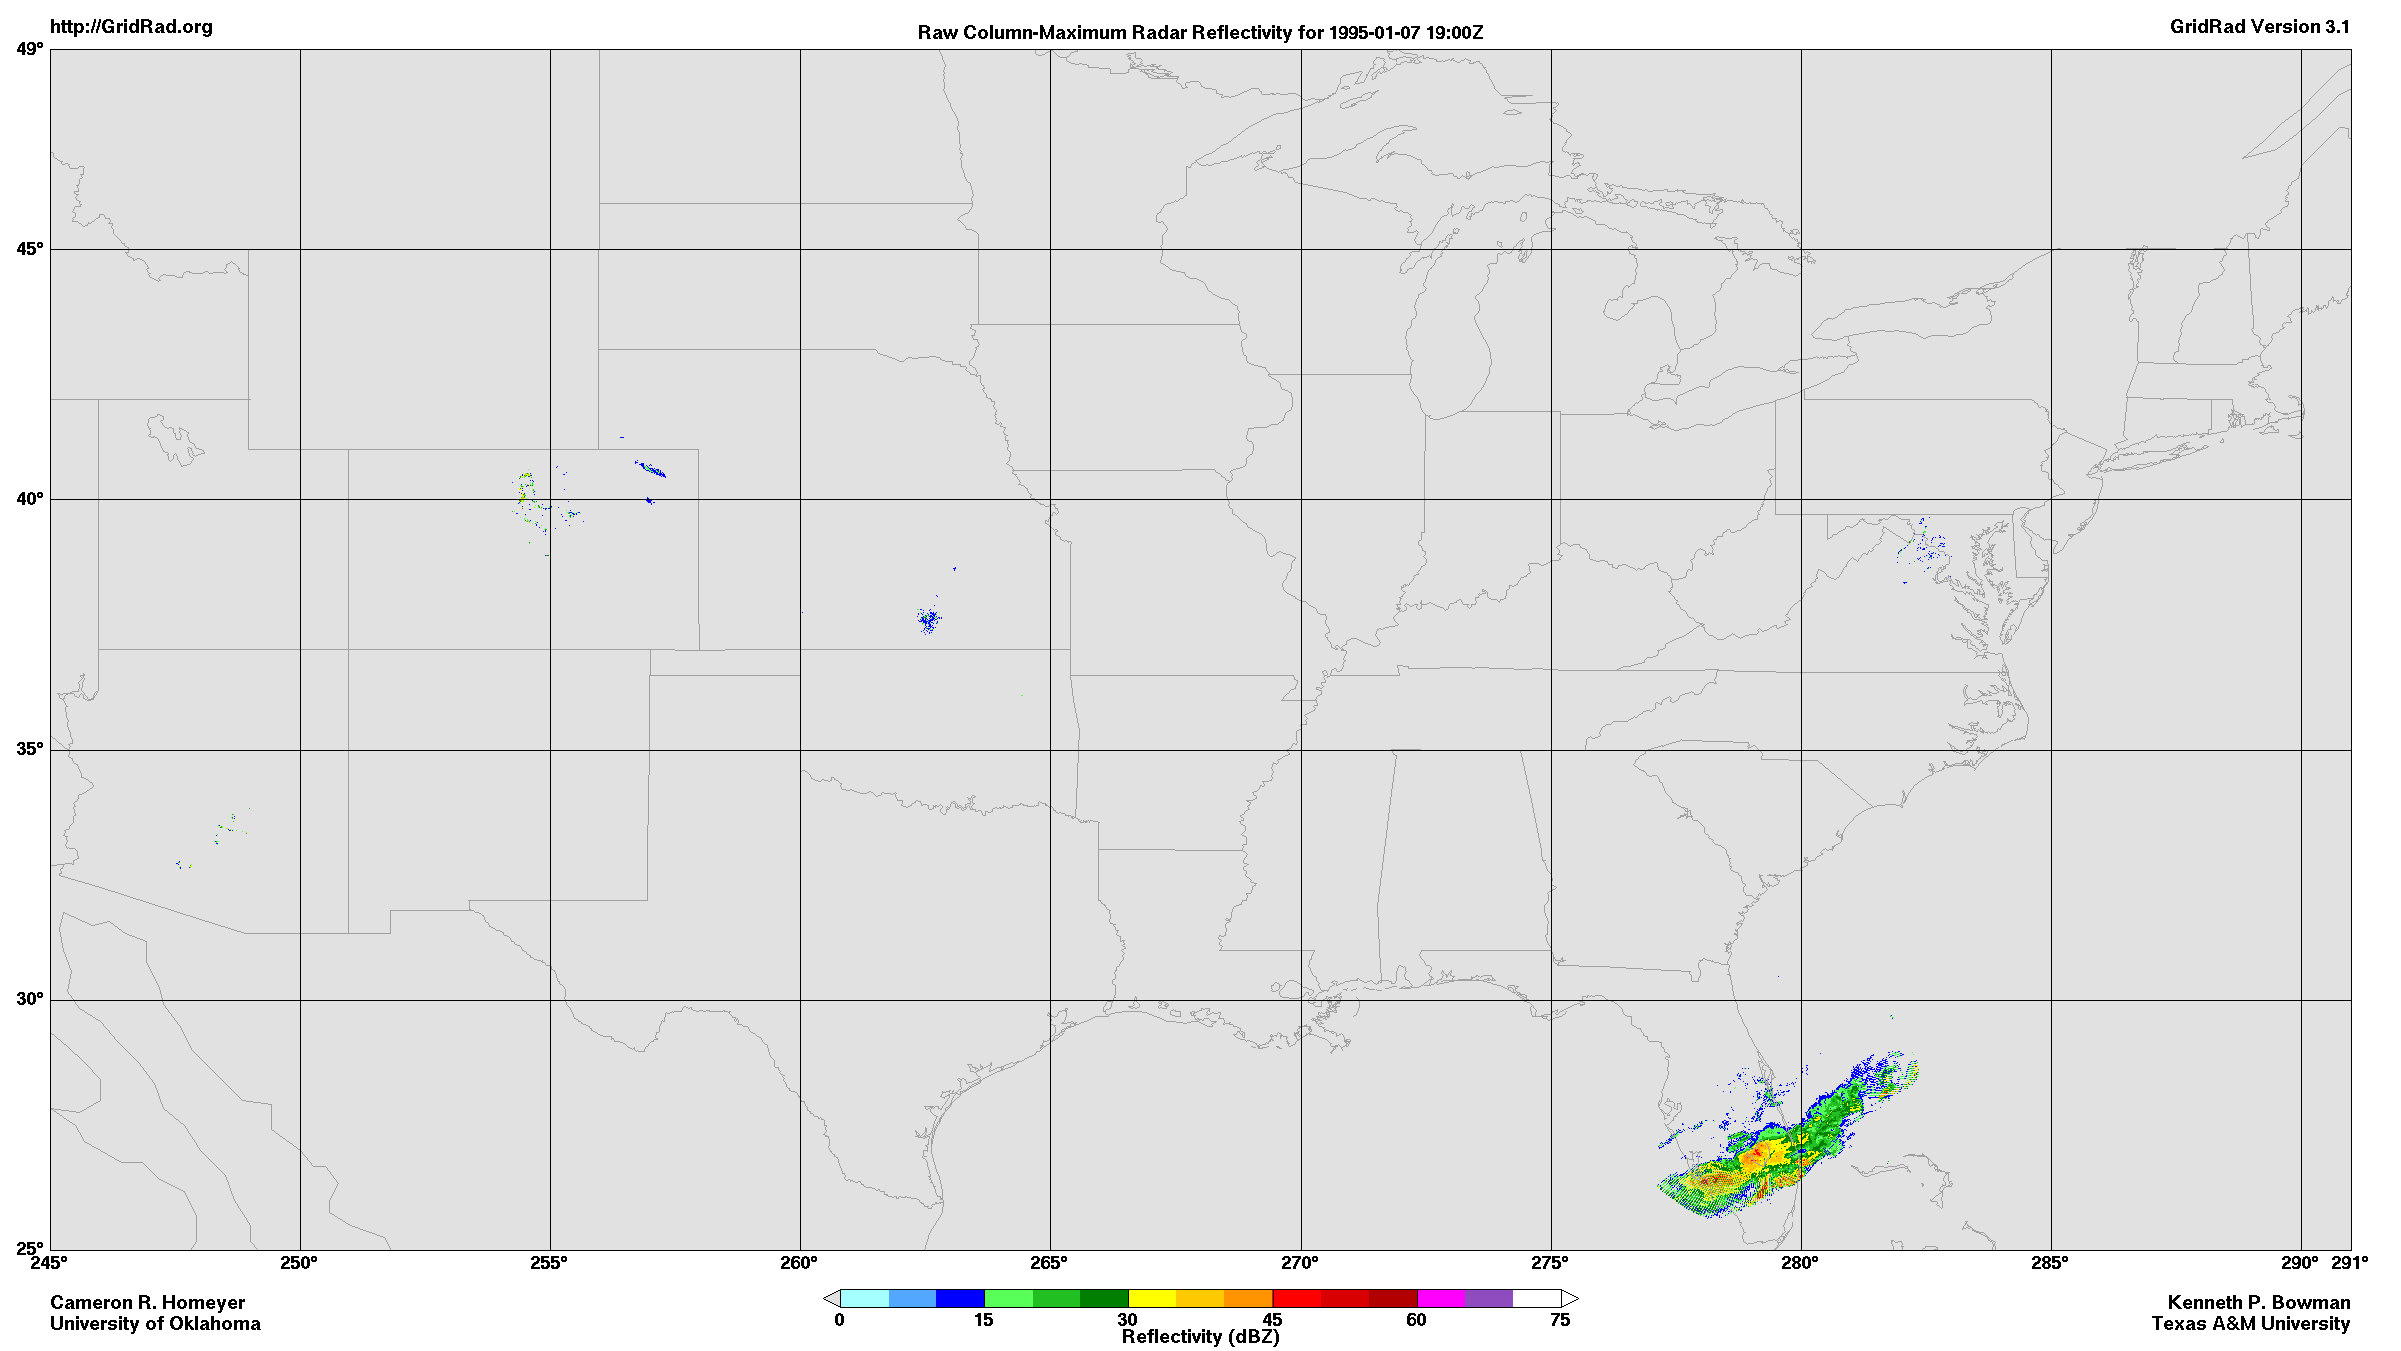 http://GridRad.org
Raw Column-Maximum Radar Reflectivity for 1995-01-07 19:00Z
GridRad Version 3.1
49°
45°
40°
35°
30°
25°
245° 250° 255° 260° 265° 270° 275° 280° 285° 290° 291°
0 15 30 45 60 75
Reflectivity (dBZ)
Cameron R. Homeyer
University of Oklahoma
Kenneth P. Bowman
Texas A&M University